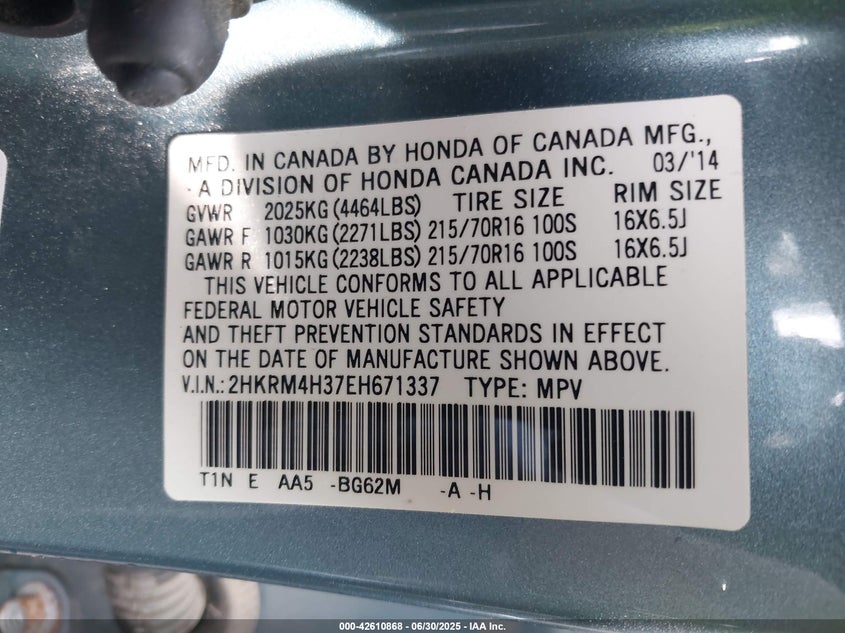 MFD. IN CANADA BY HONDA OF CANADA MFG.,
A DIVISION OF HONDA CANADA INC. 03/'14
GVWR 2025KG (4464LBS) TIRE SIZE RIM SIZE
GAWR F 1030KG (2271LBS) 215/70R16 100S 16X6.5J
GAWR R 1015KG (2238LBS) 215/70R16 100S 16X6.5J
THIS VEHICLE CONFORMS TO ALL APPLICABLE
FEDERAL MOTOR VEHICLE SAFETY
AND THEFT PREVENTION STANDARDS IN EFFECT
ON THE DATE OF MANUFACTURE SHOWN ABOVE.
V.I.N.: 2HKRM4H37EH671337 TYPE: MPV
T1N E AA5 -BG62M -A -H
000-42610868 - 06/30/2025 - IAA Inc.